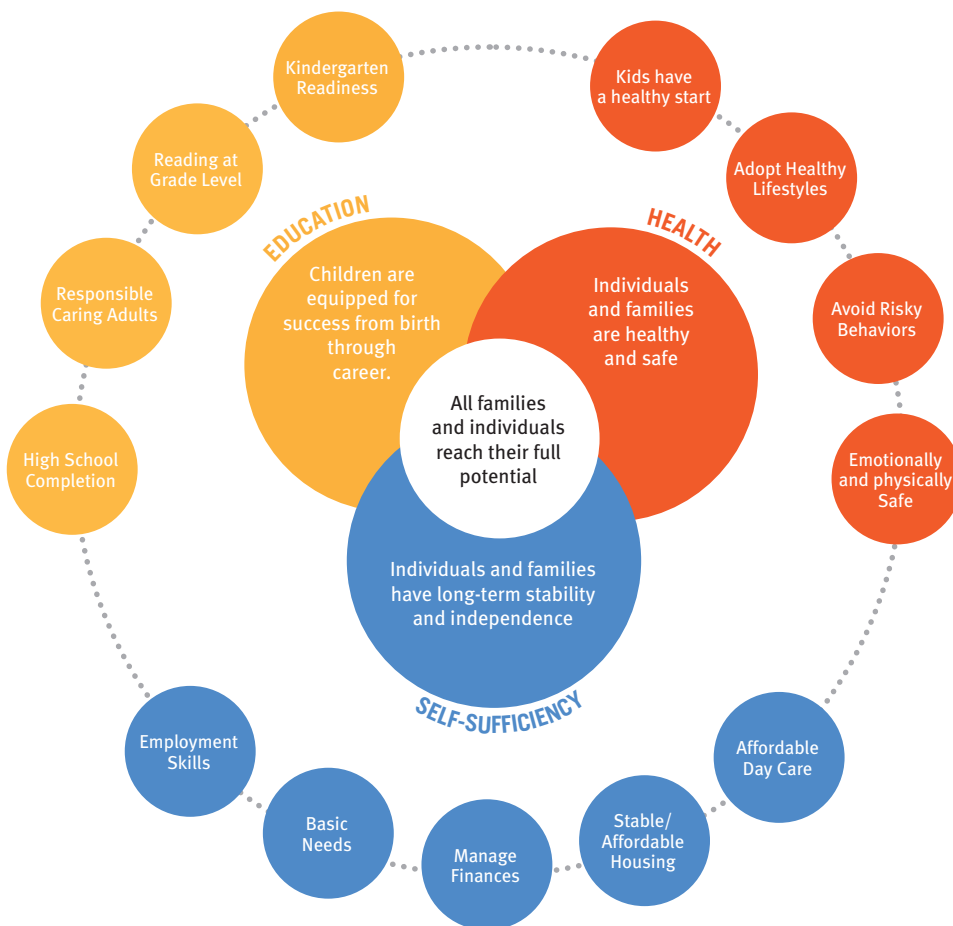 Kindergarten
Readiness
Kids have
a healthy start
Reading at
Grade Level
Adopt Healthy
Lifestyles
Responsible
Caring Adults
Avoid Risky
Behaviors
High School
Completion
Emotionally
and physically
Safe
EDUCATION
Children are
equipped for
success from birth
through
career.
HEALTH
Individuals
and families
are healthy
and safe
All families
and individuals
reach their full
potential
Individuals and families
have long-term stability
and independence
SELF-SUFFICIENCY
Employment
Skills
Basic
Needs
Manage
Finances
Stable/
Affordable
Housing
Affordable
Day Care